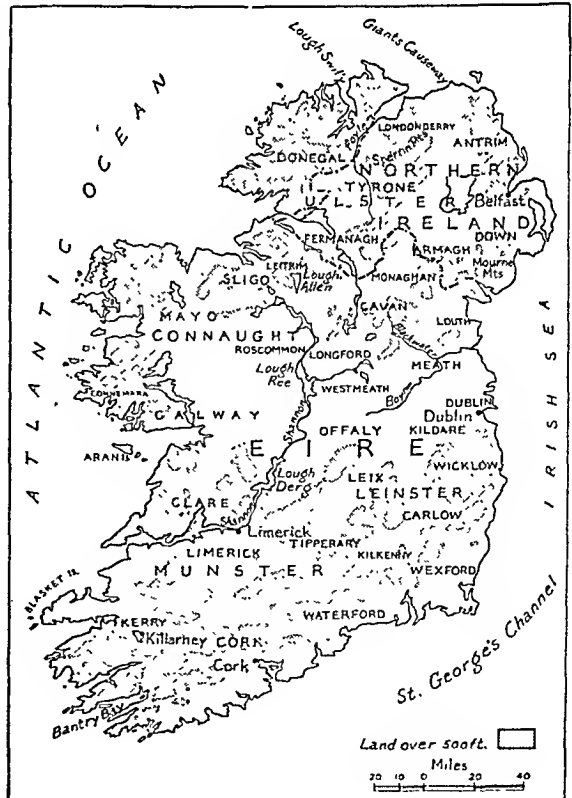 Giants Causeway
Lough Swilly
ATLANTIC OCEAN
Foyle
LONDONDERRY
ANTRIM
Sperrin Mts
DONEGAL
NORTHERN
TYRONE
ULSTER
Belfast
IRELAND
FERMANAGH
DOWN
ARMAGH
Mourne Mts
LEITRIM
Lough Allen
SLIGO
MONAGHAN
CAVAN
MAYO
LOUTH
CONNAUGHT
Blackwater
ROSCOMMON
LONGFORD
MEATH
Lough Ree
WESTMEATH
Boyne
CONNEMARA
DUBLIN
Dublin
GALWAY
Shannon
OFFALY
KILDARE
IRISH SEA
EIRE
ARAN Is
WICKLOW
Lough Derg
LEIX
LEINSTER
CLARE
CARLOW
Shannon
Limerick
TIPPERARY
LIMERICK
KILKENNY
MUNSTER
WEXFORD
BLASKET Is.
WATERFORD
KERRY
Killarney
CORK
Cork
St. George's Channel
Bantry Bay
Land over 500ft.
Miles
20 10 0 20 40